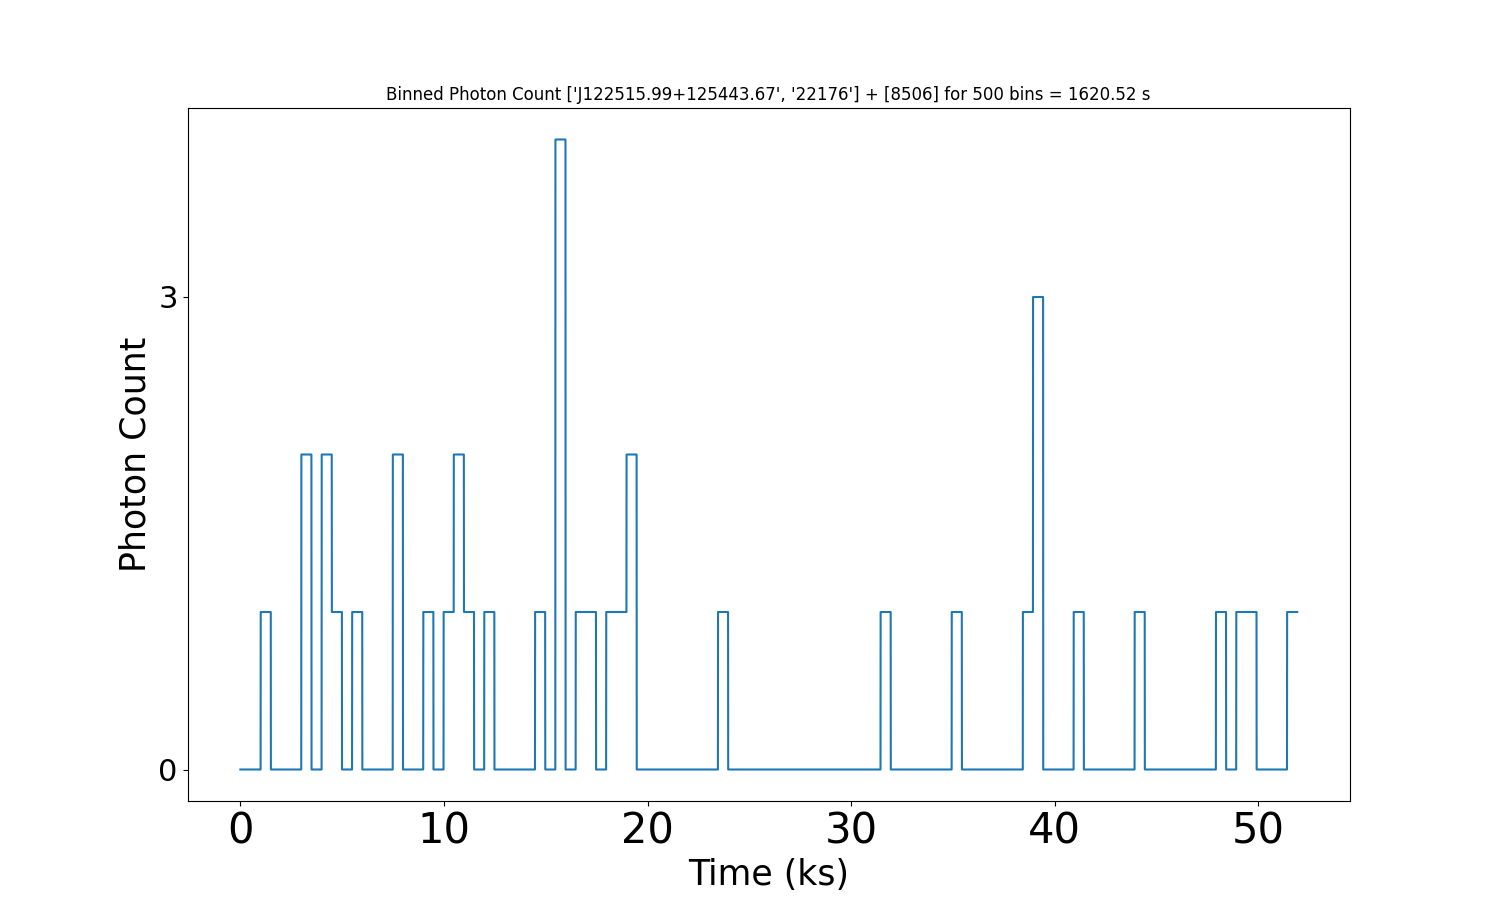 Binned Photon Count ['J122515.99+125443.67', '22176'] + [8506] for 500 bins = 1620.52 s
3
0
Photon Count
0 10 20 30 40 50
Time (ks)